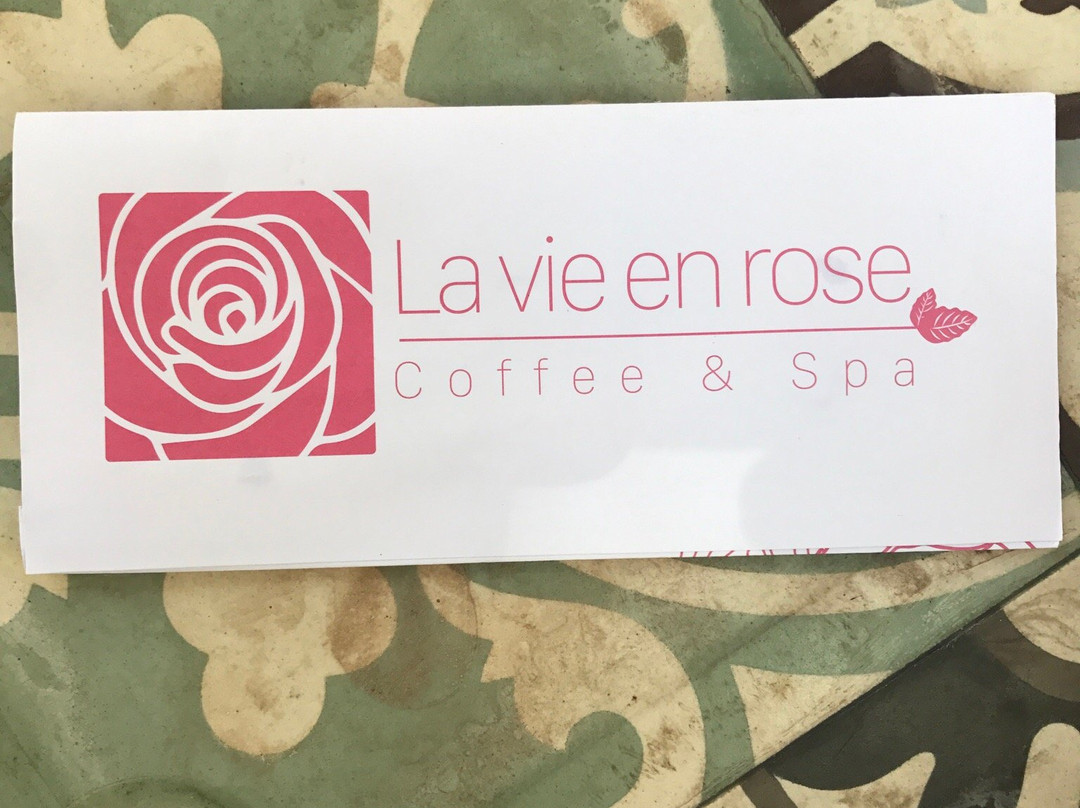 La vie en rose
Coffee & Spa